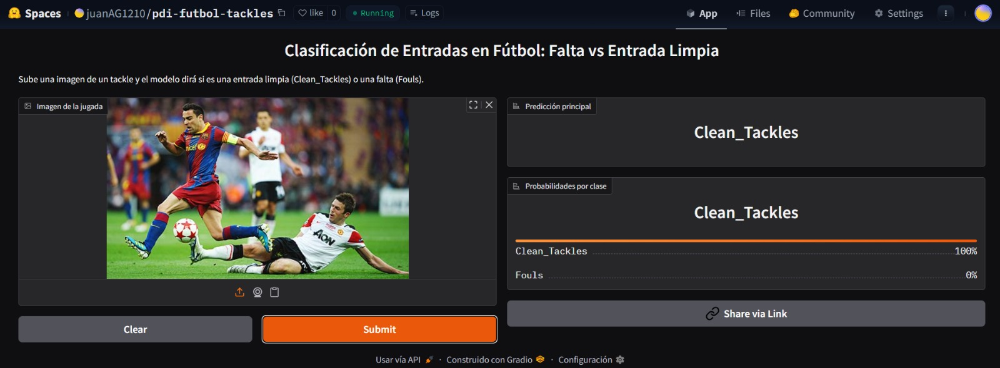 Spaces juanAG1210/pdi-futbol-tackles like 0 Running Logs App Files Community Settings
Clasificación de Entradas en Fútbol: Falta vs Entrada Limpia
Sube una imagen de un tackle y el modelo dirá si es una entrada limpia (Clean_Tackles) o una falta (Fouls).
Imagen de la jugada
unicef
AON
Clear
Submit
Predicción principal
Clean_Tackles
Probabilidades por clase
Clean_Tackles
Clean_Tackles 100%
Fouls 0%
Share via Link
Usar vía API · Construido con Gradio · Configuración